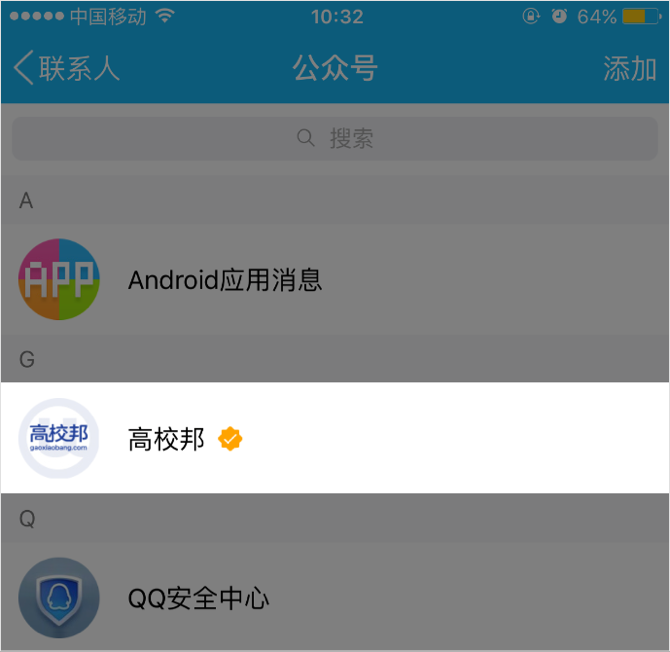 中国移动 10:32 64%
联系人 公众号 添加
搜索
A
APP Android应用消息
G
高校邦
gaoxiaobang.com
高校邦
Q
QQ安全中心